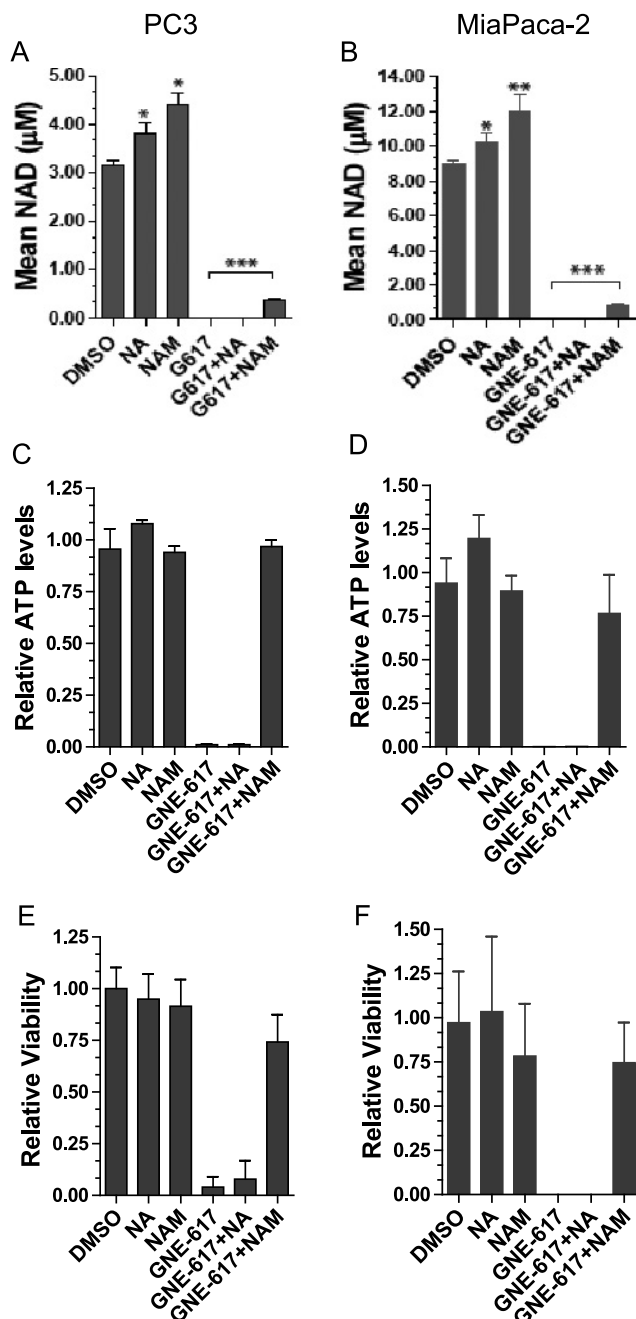 PC3
MiaPaca-2
A
Mean NAD (µM)
5.00
4.00
3.00
2.00
1.00
0.00
*
*
***
DMSO
NA
NAM
G617
G617+NA
G617+NAM
B
Mean NAD (µM)
14.00
12.00
10.00
8.00
6.00
4.00
2.00
0.00
*
**
***
DMSO
NA
NAM
GNE-617
GNE-617+NA
GNE-617+NAM
C
Relative ATP levels
1.25
1.00
0.75
0.50
0.25
0.00
DMSO
NA
NAM
GNE-617
GNE-617+NA
GNE-617+NAM
D
Relative ATP levels
1.50
1.25
1.00
0.75
0.50
0.25
0.00
DMSO
NA
NAM
GNE-617
GNE-617+NA
GNE-617+NAM
E
Relative Viability
1.25
1.00
0.75
0.50
0.25
0.00
DMSO
NA
NAM
GNE-617
GNE-617+NA
GNE-617+NAM
F
Relative Viability
1.50
1.25
1.00
0.75
0.50
0.25
0.00
DMSO
NA
NAM
GNE-617
GNE-617+NA
GNE-617+NAM